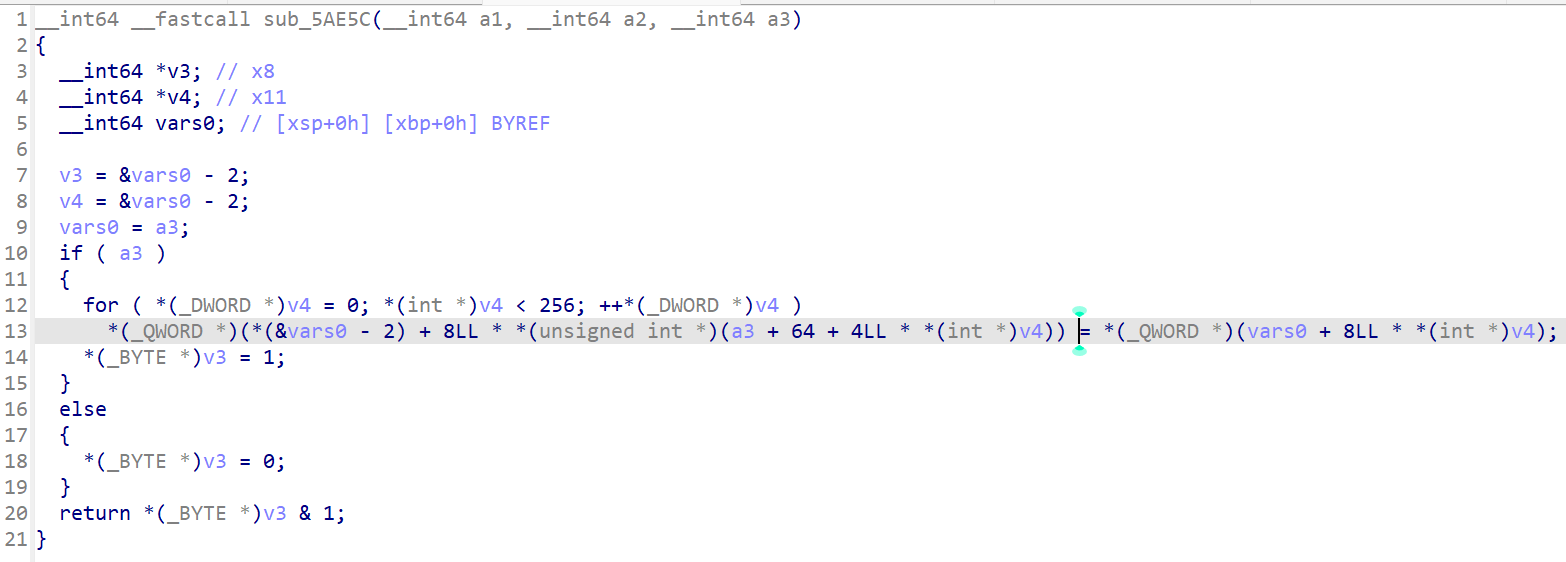 1 __int64 __fastcall sub_5AE5C(__int64 a1, __int64 a2, __int64 a3)
2 {
3   __int64 *v3; // x8
4   __int64 *v4; // x11
5   __int64 vars0; // [xsp+0h] [xbp+0h] BYREF
6
7   v3 = &vars0 - 2;
8   v4 = &vars0 - 2;
9   vars0 = a3;
10   if ( a3 )
11   {
12     for ( *(_DWORD *)v4 = 0; *(int *)v4 < 256; ++*(_DWORD *)v4 )
13       *(_QWORD *)(*(&vars0 - 2) + 8LL * *(unsigned int *)(a3 + 64 + 4LL * *(int *)v4)) = *(_QWORD *)(vars0 + 8LL * *(int *)v4);
14     *(_BYTE *)v3 = 1;
15   }
16   else
17   {
18     *(_BYTE *)v3 = 0;
19   }
20   return *(_BYTE *)v3 & 1;
21 }